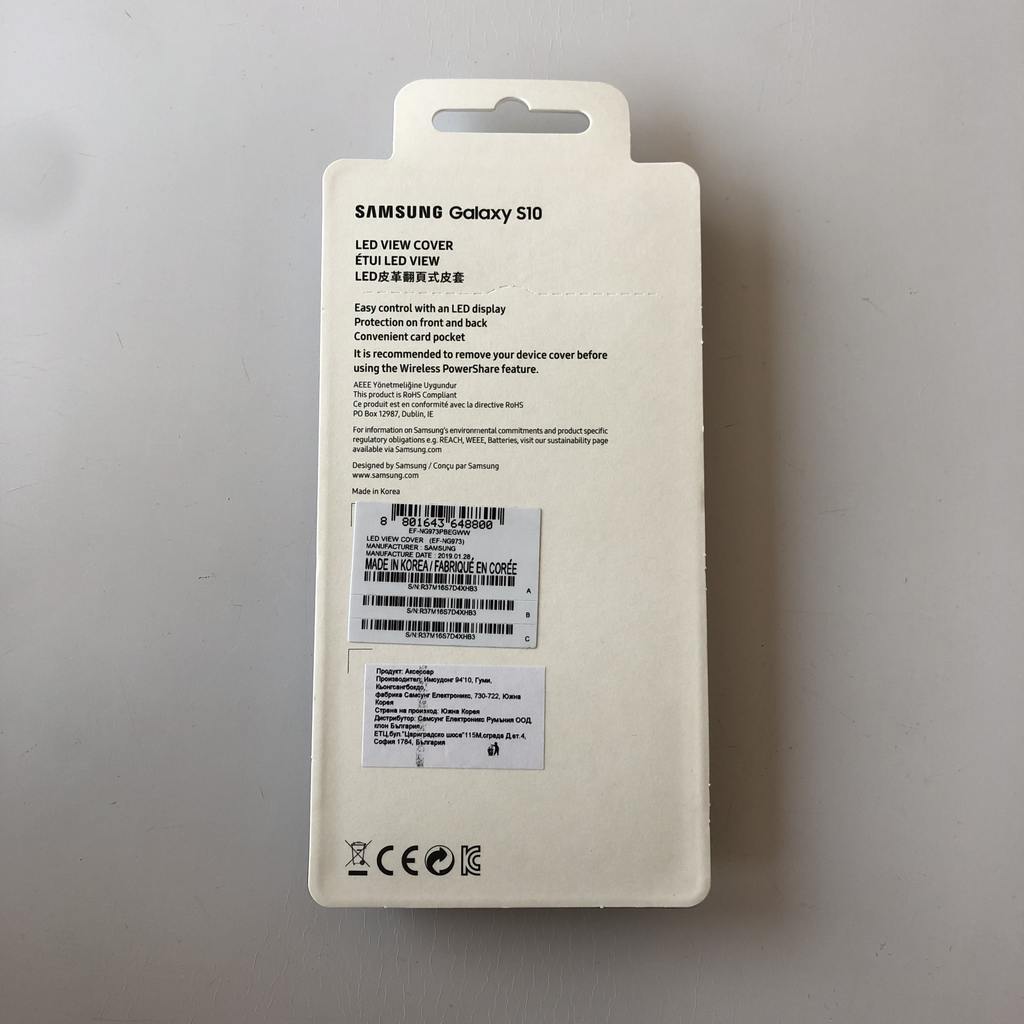 SAMSUNG Galaxy S10
LED VIEW COVER
ÉTUI LED VIEW
LED皮革翻頁式皮套
Easy control with an LED display
Protection on front and back
Convenient card pocket
It is recommended to remove your device cover before
using the Wireless PowerShare feature.
AEEE Yönetmeliğine Uygundur
This product is RoHS Compliant
Ce produit est en conformité avec la directive RoHS
PO Box 12987, Dublin, IE
For information on Samsung's environmental commitments and product specific
regulatory obligations e.g. REACH, WEEE, Batteries, visit our sustainability page
available via Samsung.com
Designed by Samsung / Conçu par Samsung
www.samsung.com
Made in Korea
8 801643 648800
EF-NG973PBEGWW
LED VIEW COVER (EF-NG973)
MANUFACTURER : SAMSUNG
MANUFACTURE DATE : 2019.01.28,
MADE IN KOREA / FABRIQUÉ EN CORÉE
S/N:R37M16S7D4XHB3 A
S/N:R37M16S7D4XHB3 B
S/N:R37M16S7D4XHB3 C
Продукт: Аксесоар
Производител: Имсудонг 94'10, Гуми,
Кьонгсангбокдо,
фабрика Самсунг Електроникс, 730-722, Южна
Корея
Страна на произход: Южна Корея
Дистрибутор: Самсунг Електроникс Румъния ООД,
клон България,
ЕТЦ,бул."Цариградско шосе"115М,сграда Д,ет.4,
София 1784, България
CE